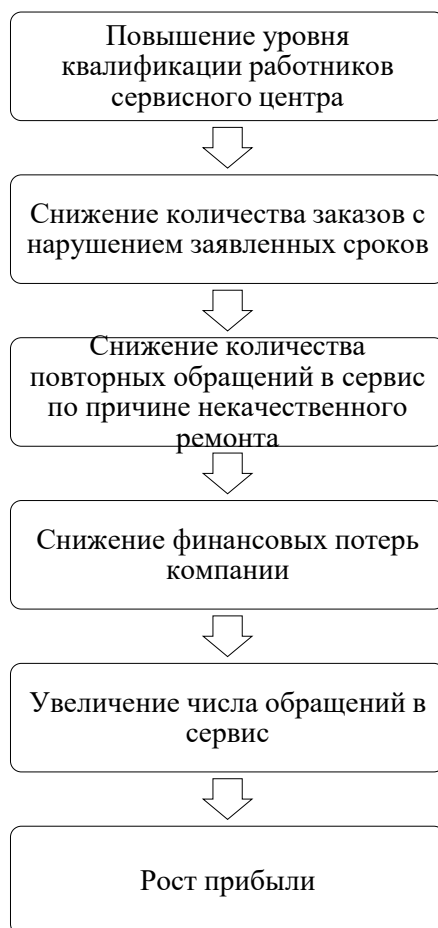 Повышение уровня
квалификации работников
сервисного центра
Снижение количества заказов с
нарушением заявленных сроков
Снижение количества
повторных обращений в сервис
по причине некачественного
ремонта
Снижение финансовых потерь
компании
Увеличение числа обращений в
сервис
Рост прибыли